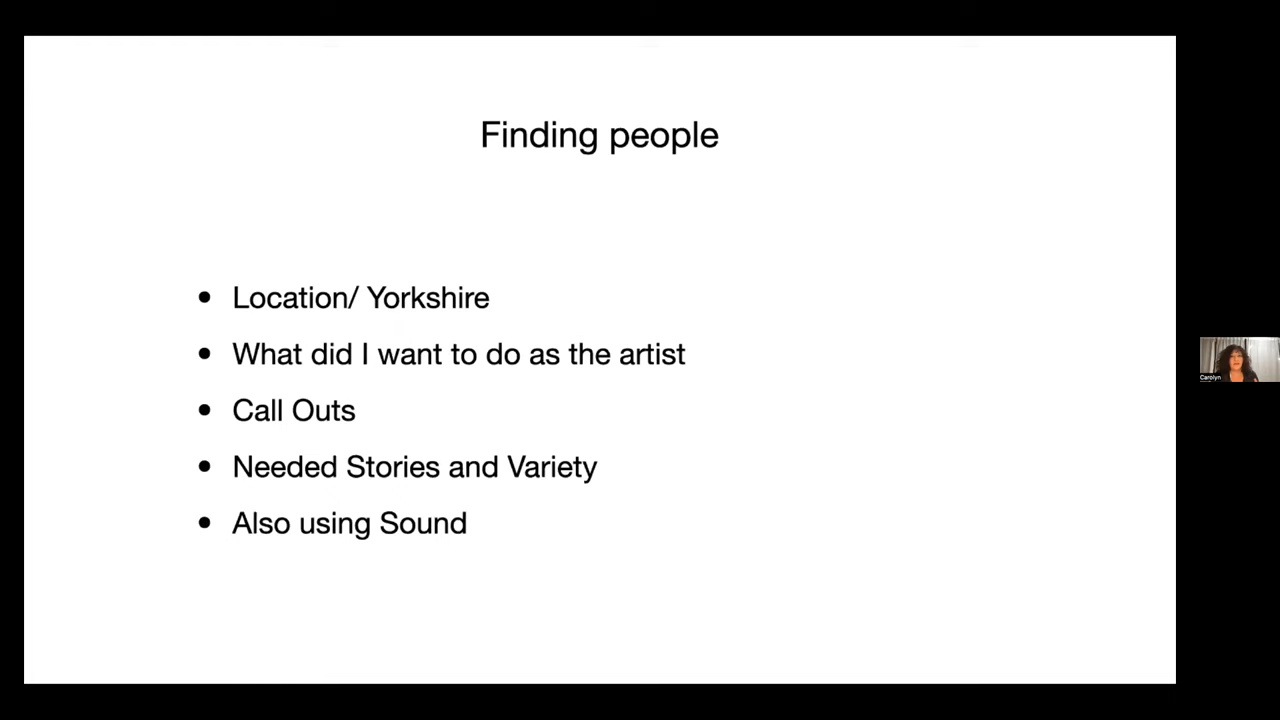 Finding people
• Location/ Yorkshire
• What did I want to do as the artist
• Call Outs
• Needed Stories and Variety
• Also using Sound
Carolyn